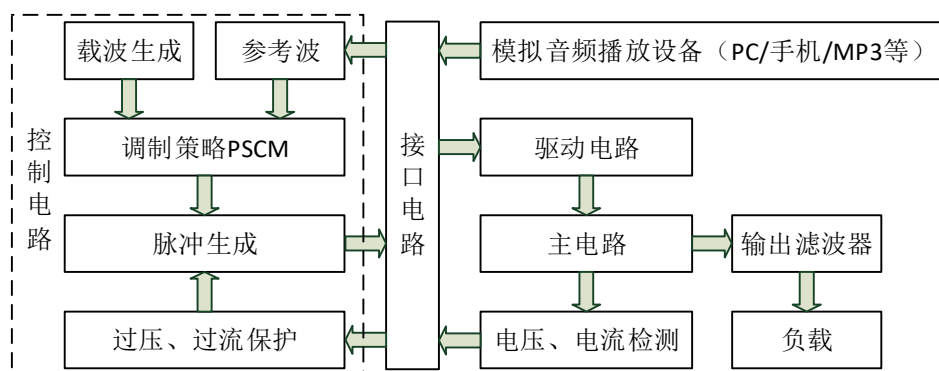 载波生成
参考波
模拟音频播放设备（PC/手机/MP3等）
控制电路
调制策略PSCM
接口电路
驱动电路
脉冲生成
主电路
输出滤波器
过压、过流保护
电压、电流检测
负载